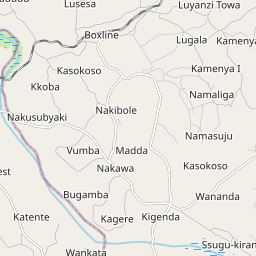 Lusesa
Luyanzi Towa
Boxline
Lugala
Kamenya
Kasokoso
Kamenya I
Kkoba
Namaliga
Nakibole
Nakusubyaki
Namasuju
Vumba
Madda
Kasokoso
Nakawa
est
Bugamba
Wananda
Katente
Kagere
Kigenda
Ssugu-kiran
Wankata